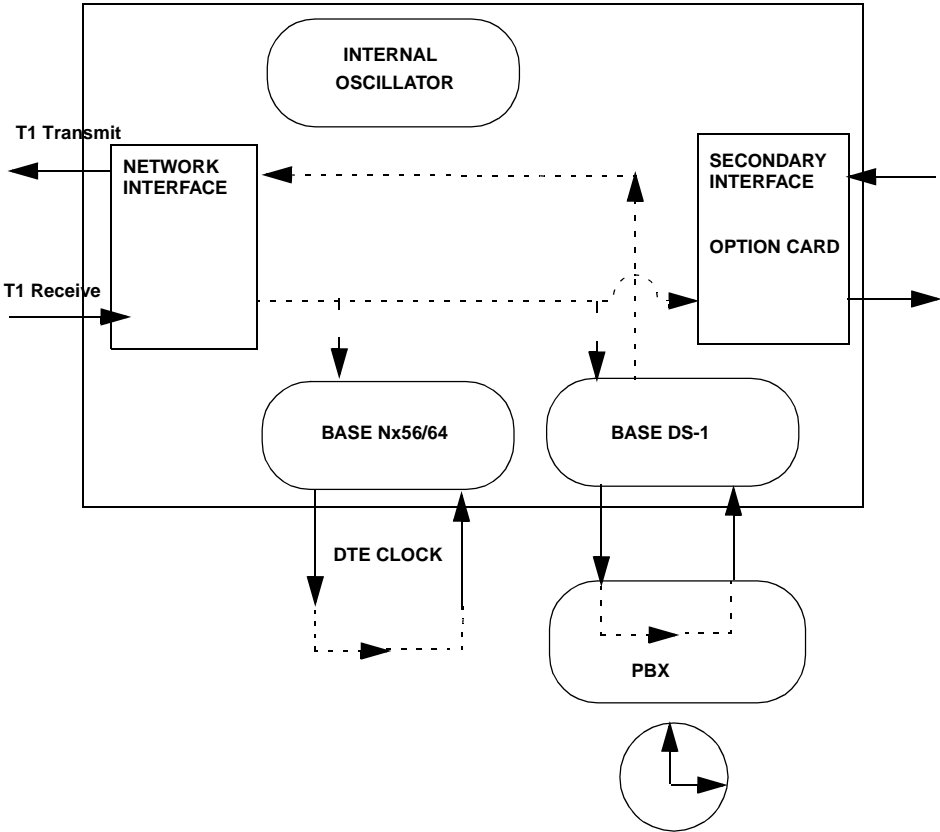 INTERNAL
OSCILLATOR
T1 Transmit
NETWORK
INTERFACE
SECONDARY
INTERFACE
OPTION CARD
T1 Receive
BASE Nx56/64
BASE DS-1
DTE CLOCK
PBX